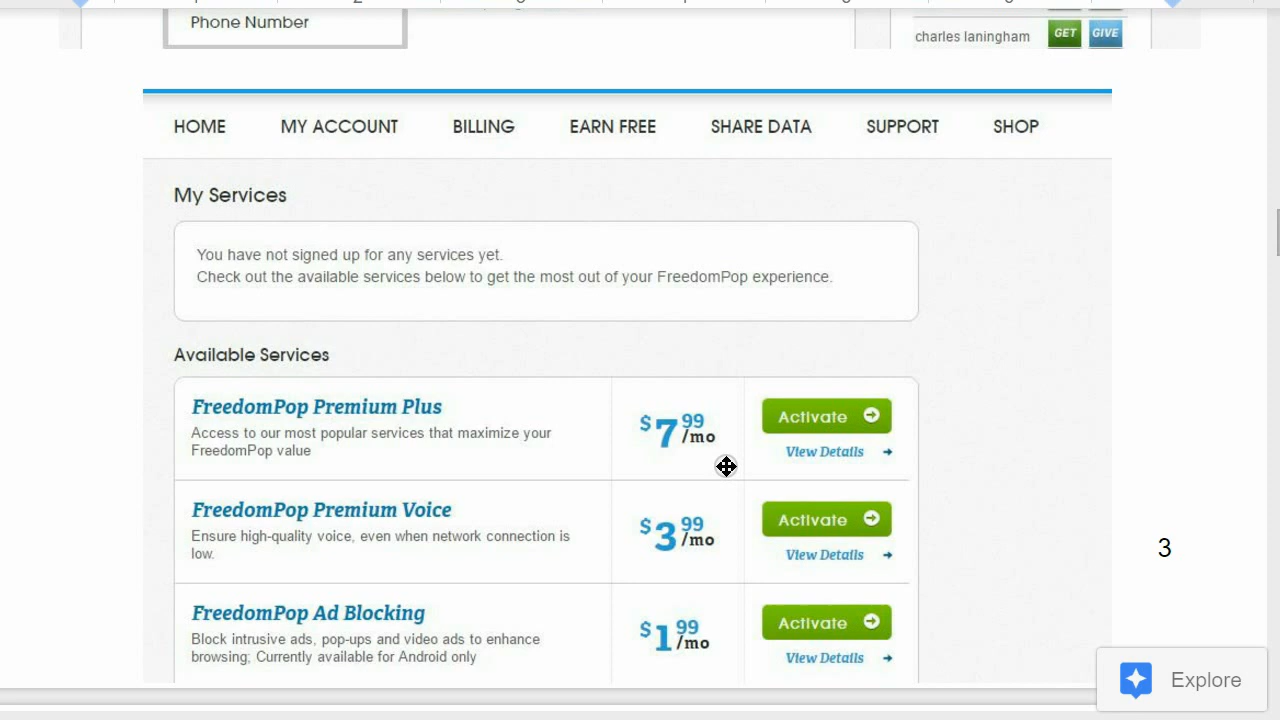 Phone Number
charles laningham GET GIVE
HOME MY ACCOUNT BILLING EARN FREE SHARE DATA SUPPORT SHOP
My Services
You have not signed up for any services yet.
Check out the available services below to get the most out of your FreedomPop experience.
Available Services
FreedomPop Premium Plus
Access to our most popular services that maximize your
FreedomPop value
$7.99/mo
Activate
View Details
FreedomPop Premium Voice
Ensure high-quality voice, even when network connection is
low.
$3.99/mo
Activate
View Details
3
FreedomPop Ad Blocking
Block intrusive ads, pop-ups and video ads to enhance
browsing; Currently available for Android only
$1.99/mo
Activate
View Details
Explore